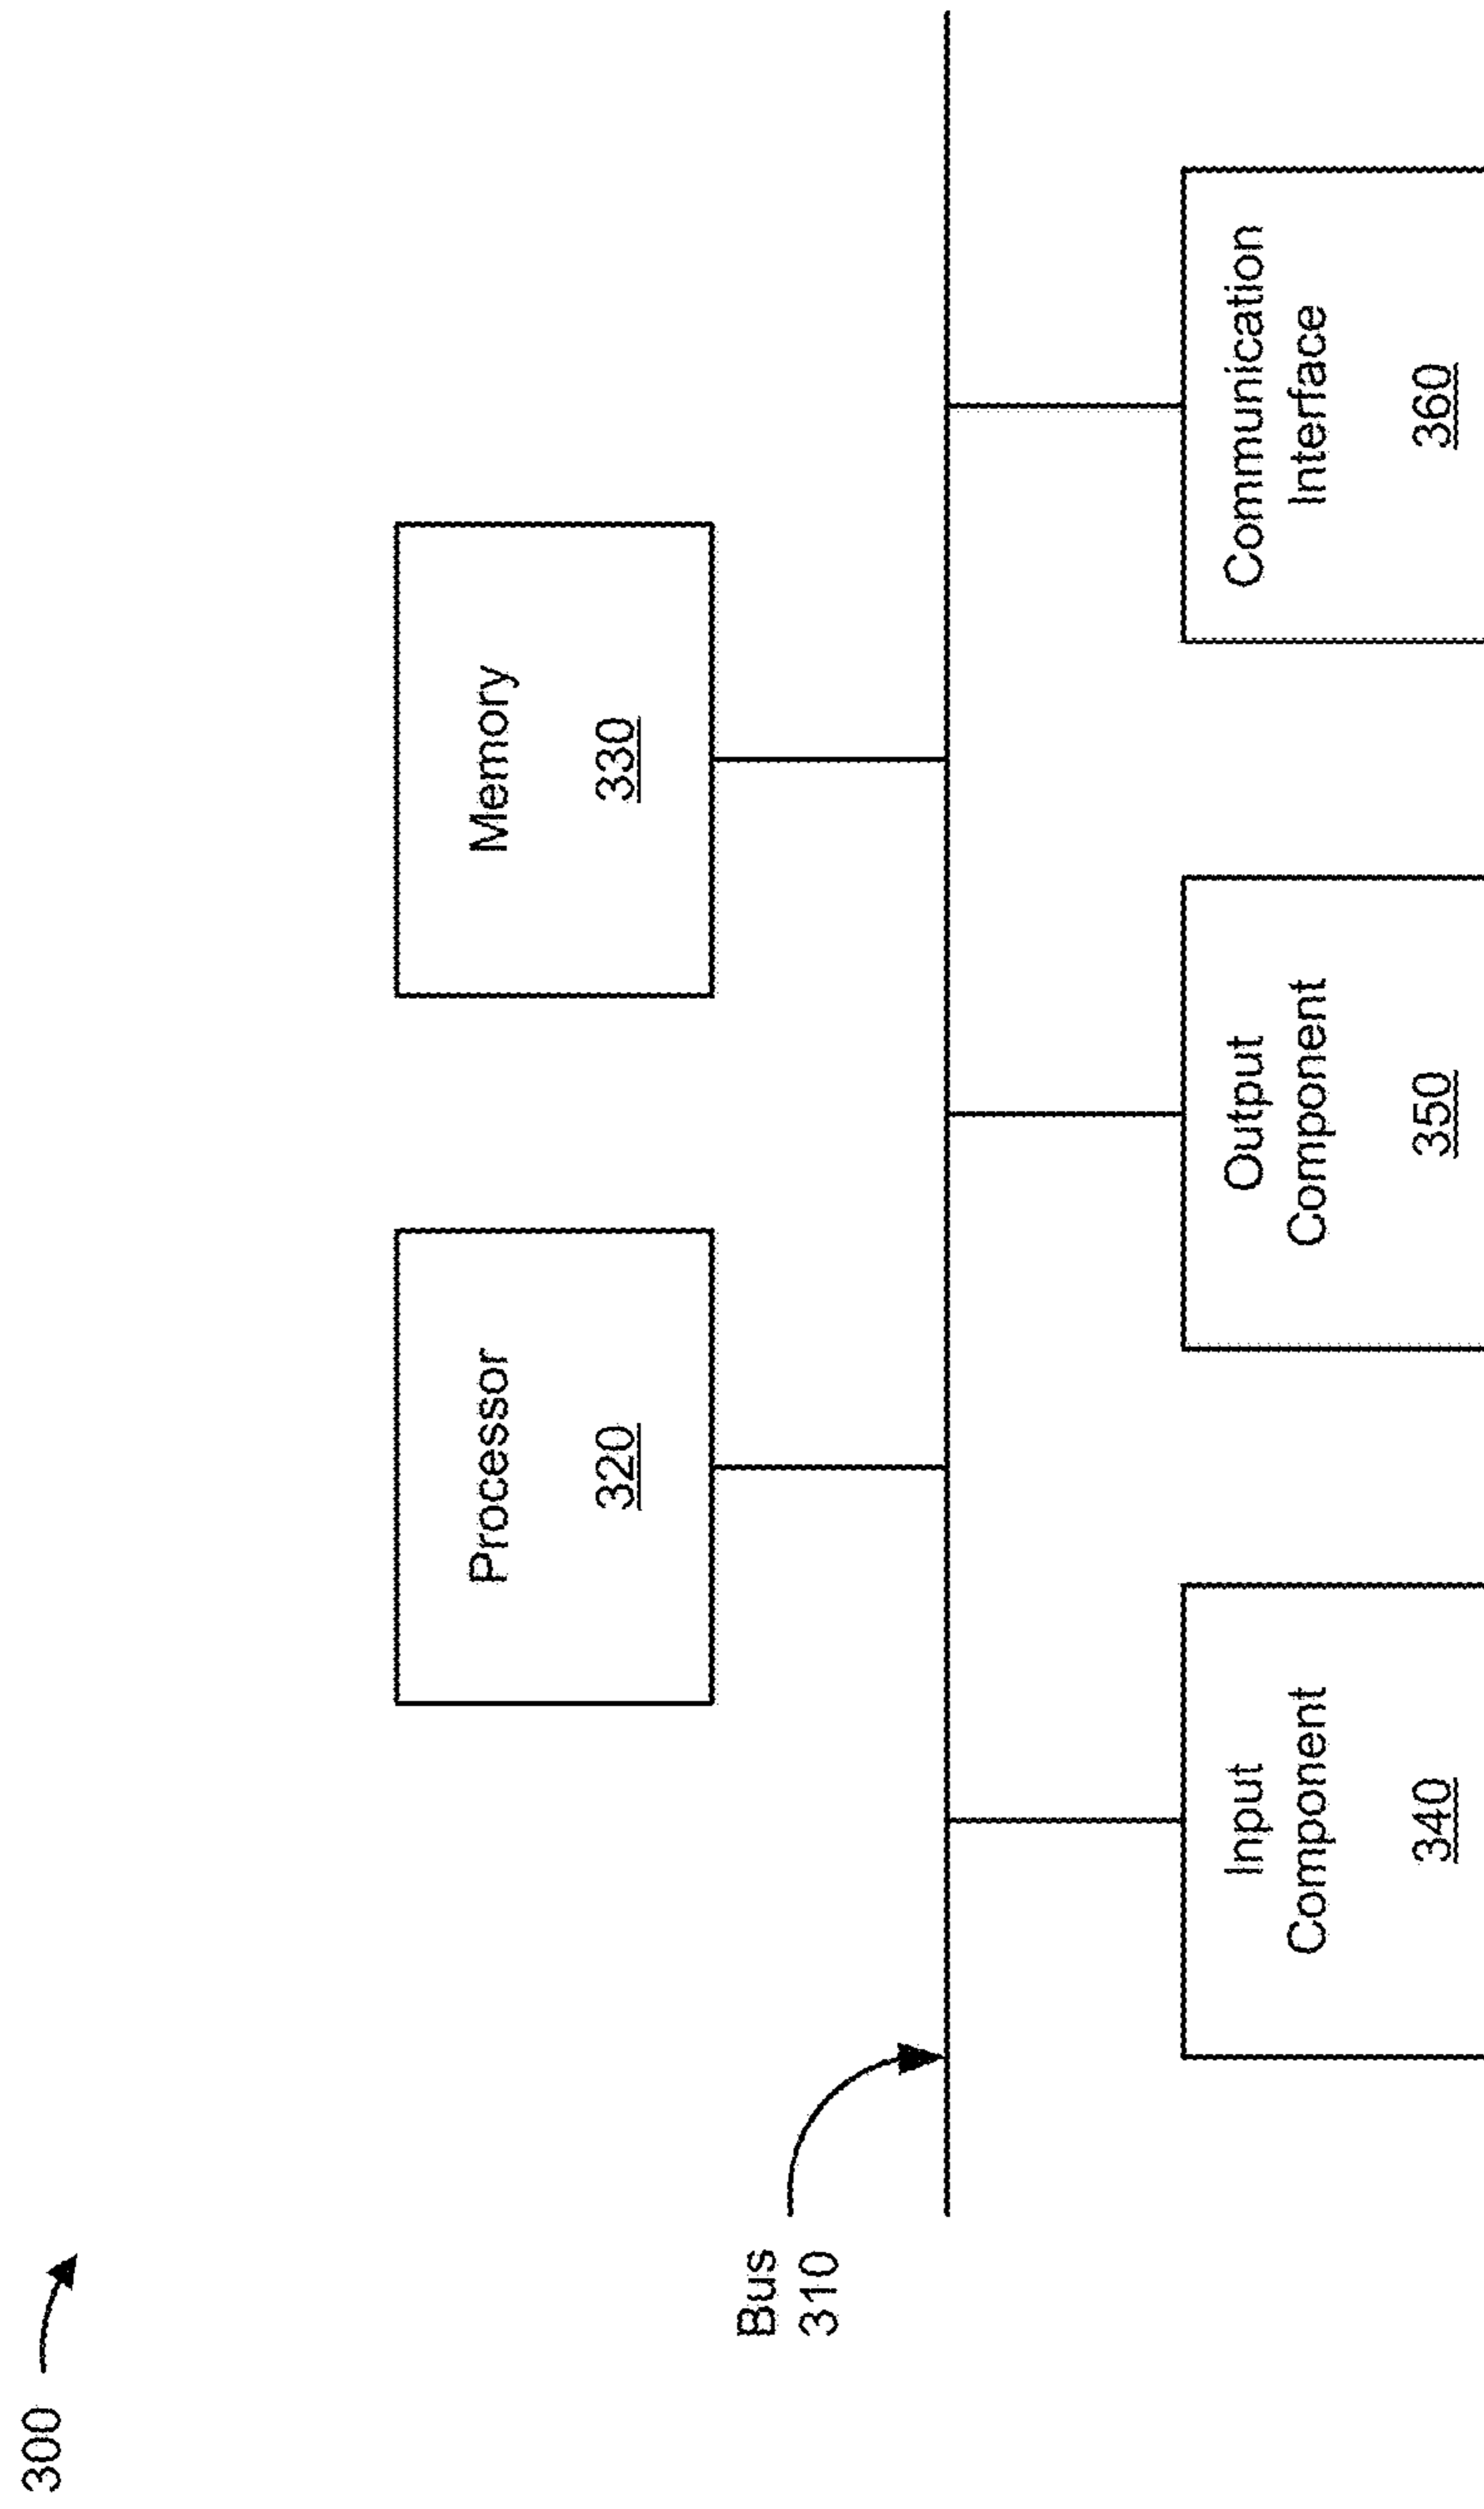 300
Processor
320
Memory
330
Bus
310
Input
Component
340
Output
Component
350
Communication
Interface
360